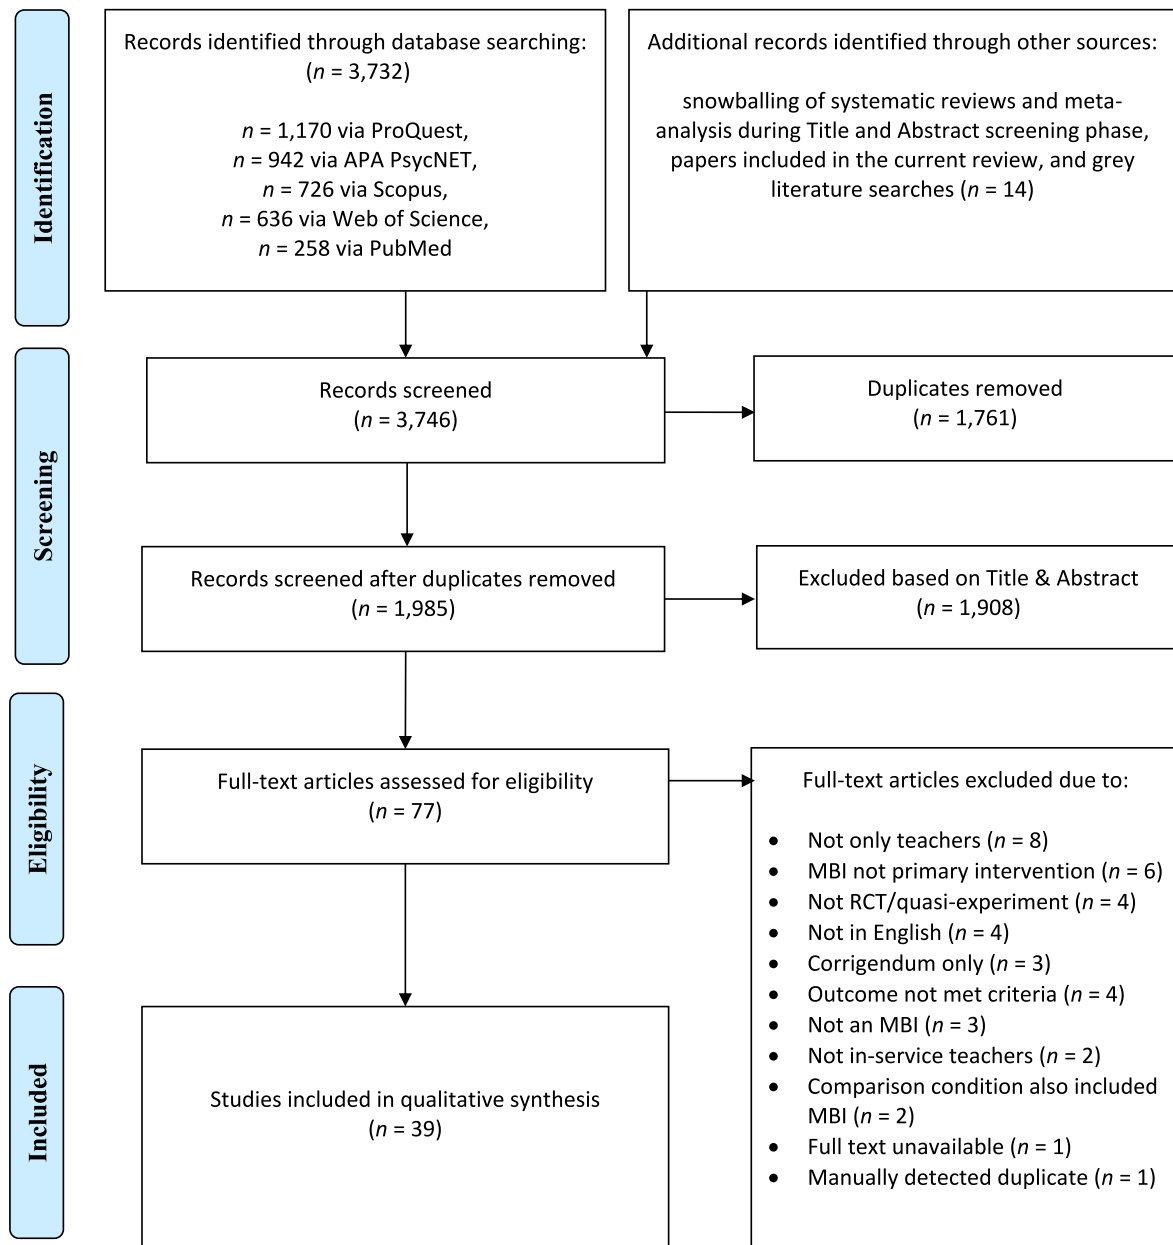 Identification
Records identified through database searching:
(n = 3,732)
n = 1,170 via ProQuest,
n = 942 via APA PsycNET,
n = 726 via Scopus,
n = 636 via Web of Science,
n = 258 via PubMed
Additional records identified through other sources:
snowballing of systematic reviews and meta-
analysis during Title and Abstract screening phase,
papers included in the current review, and grey
literature searches (n = 14)
Screening
Records screened
(n = 3,746)
Duplicates removed
(n = 1,761)
Records screened after duplicates removed
(n = 1,985)
Excluded based on Title & Abstract
(n = 1,908)
Eligibility
Full-text articles assessed for eligibility
(n = 77)
Full-text articles excluded due to:
• Not only teachers (n = 8)
• MBI not primary intervention (n = 6)
• Not RCT/quasi-experiment (n = 4)
• Not in English (n = 4)
• Corrigendum only (n = 3)
• Outcome not met criteria (n = 4)
• Not an MBI (n = 3)
• Not in-service teachers (n = 2)
• Comparison condition also included
MBI (n = 2)
• Full text unavailable (n = 1)
• Manually detected duplicate (n = 1)
Included
Studies included in qualitative synthesis
(n = 39)